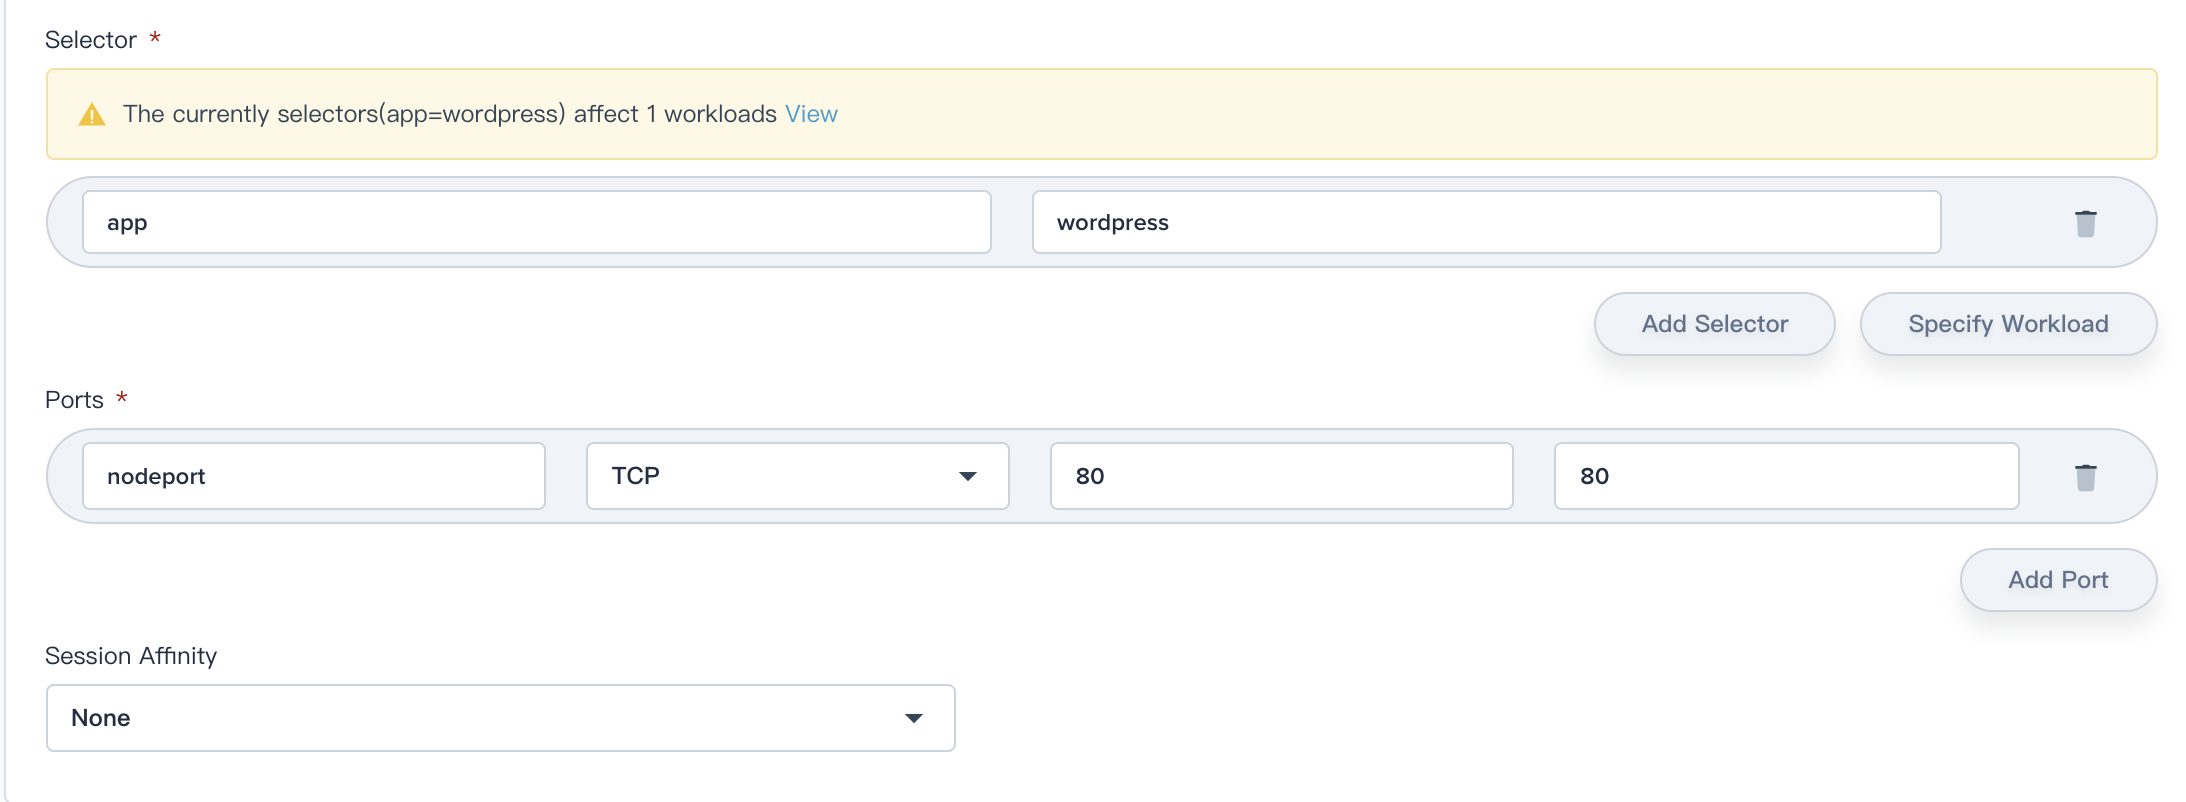 Selector *
The currently selectors(app=wordpress) affect 1 workloads View
app wordpress
Add Selector Specify Workload
Ports *
nodeport TCP 80 80
Add Port
Session Affinity
None